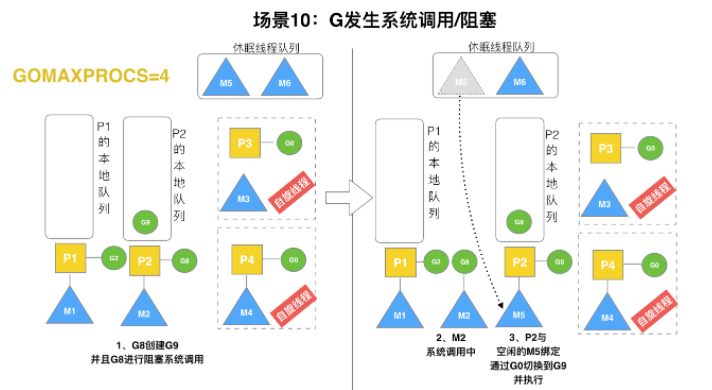 场景10：G发生系统调用/阻塞
GOMAXPROCS=4
休眠线程队列
M5
M6
P1的本地队列
P2的本地队列
G9
P1
G2
P2
G8
M1
M2
P3
G0
M3
自旋线程
P4
G0
M4
自旋线程
1、G8创建G9
并且G8进行阻塞系统调用
休眠线程队列
M5
M6
P1的本地队列
P2的本地队列
G9
P1
G2
G8
P2
G0
M1
M2
M5
P3
G0
M3
自旋线程
P4
G0
M4
自旋线程
2、M2
系统调用中
3、P2与
空闲的M5绑定
通过G0切换到G9
并执行